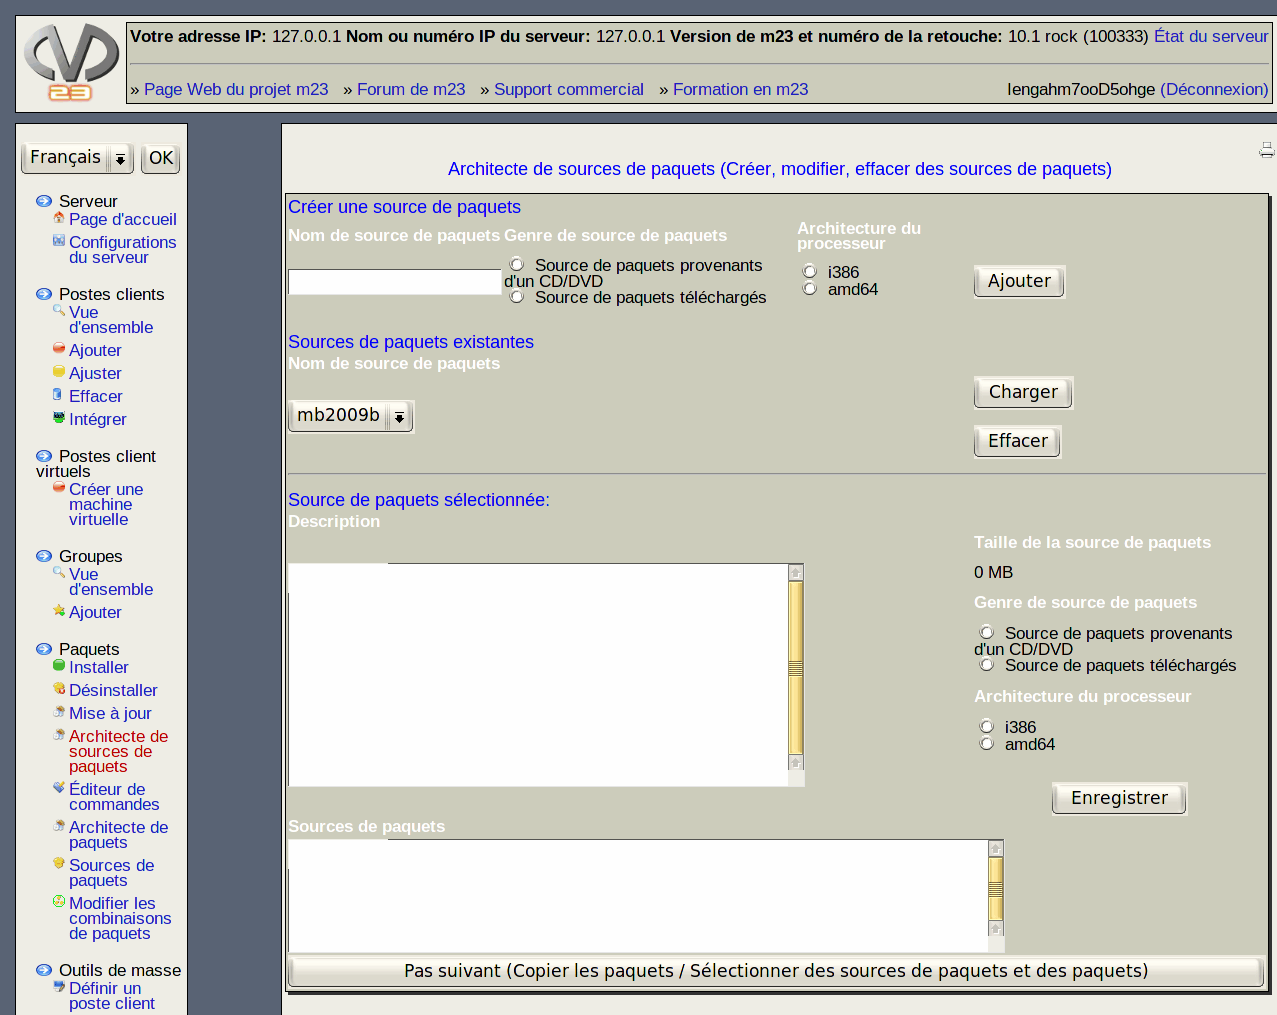 Votre adresse IP: 127.0.0.1 Nom ou numéro IP du serveur: 127.0.0.1 Version de m23 et numéro de la retouche: 10.1 rock (100333) État du serveur
» Page Web du projet m23 » Forum de m23 » Support commercial » Formation en m23 Iengahm7ooD5ohge (Déconnexion)
23
Français OK
Serveur
Page d'accueil
Configurations
du serveur
Postes clients
Vue
d'ensemble
Ajouter
Ajuster
Effacer
Intégrer
Postes client
virtuels
Créer une
machine
virtuelle
Groupes
Vue
d'ensemble
Ajouter
Paquets
Installer
Désinstaller
Mise à jour
Architecte de
sources de
paquets
Éditeur de
commandes
Architecte de
paquets
Sources de
paquets
Modifier les
combinaisons
de paquets
Outils de masse
Définir un
poste client
Architecte de sources de paquets (Créer, modifier, effacer des sources de paquets)
Créer une source de paquets
Nom de source de paquets Genre de source de paquets
Architecture du
processeur
Source de paquets provenants
d'un CD/DVD
Source de paquets téléchargés
i386
amd64
Ajouter
Sources de paquets existantes
Nom de source de paquets
mb2009b
Charger
Effacer
Source de paquets sélectionnée:
Description
Taille de la source de paquets
0 MB
Genre de source de paquets
Source de paquets provenants
d'un CD/DVD
Source de paquets téléchargés
Architecture du processeur
i386
amd64
Enregistrer
Sources de paquets
Pas suivant (Copier les paquets / Sélectionner des sources de paquets et des paquets)